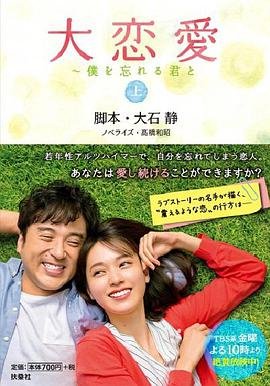 大恋愛
～僕を忘れる君と
上
脚本・大石 静
ノベライズ・髙橋和昭
若年性アルツハイマーで、自分を忘れてしまう恋人。
あなたは愛し続けることができますか?
ラブストーリーの名手が描く、
“震えるような恋”の行方は──
TBS系 金曜
よる10時より
絶賛放映中!
定価：本体700円+税
扶桑社